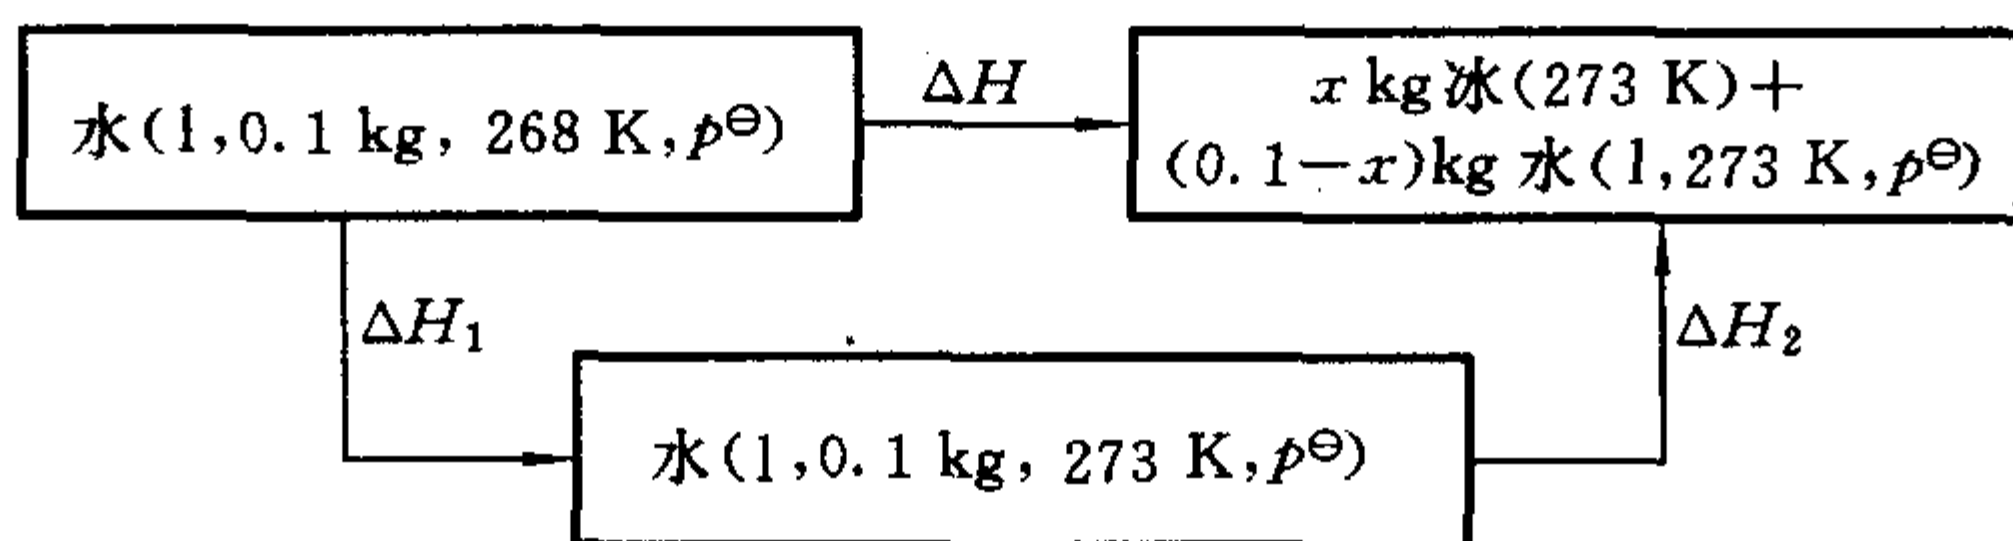 水(l,0.1 kg, 268 K,p⊖)
ΔH
x kg冰(273 K)+
(0.1−x)kg 水(l,273 K,p⊖)
ΔH₁
ΔH₂
水(l,0.1 kg, 273 K,p⊖)